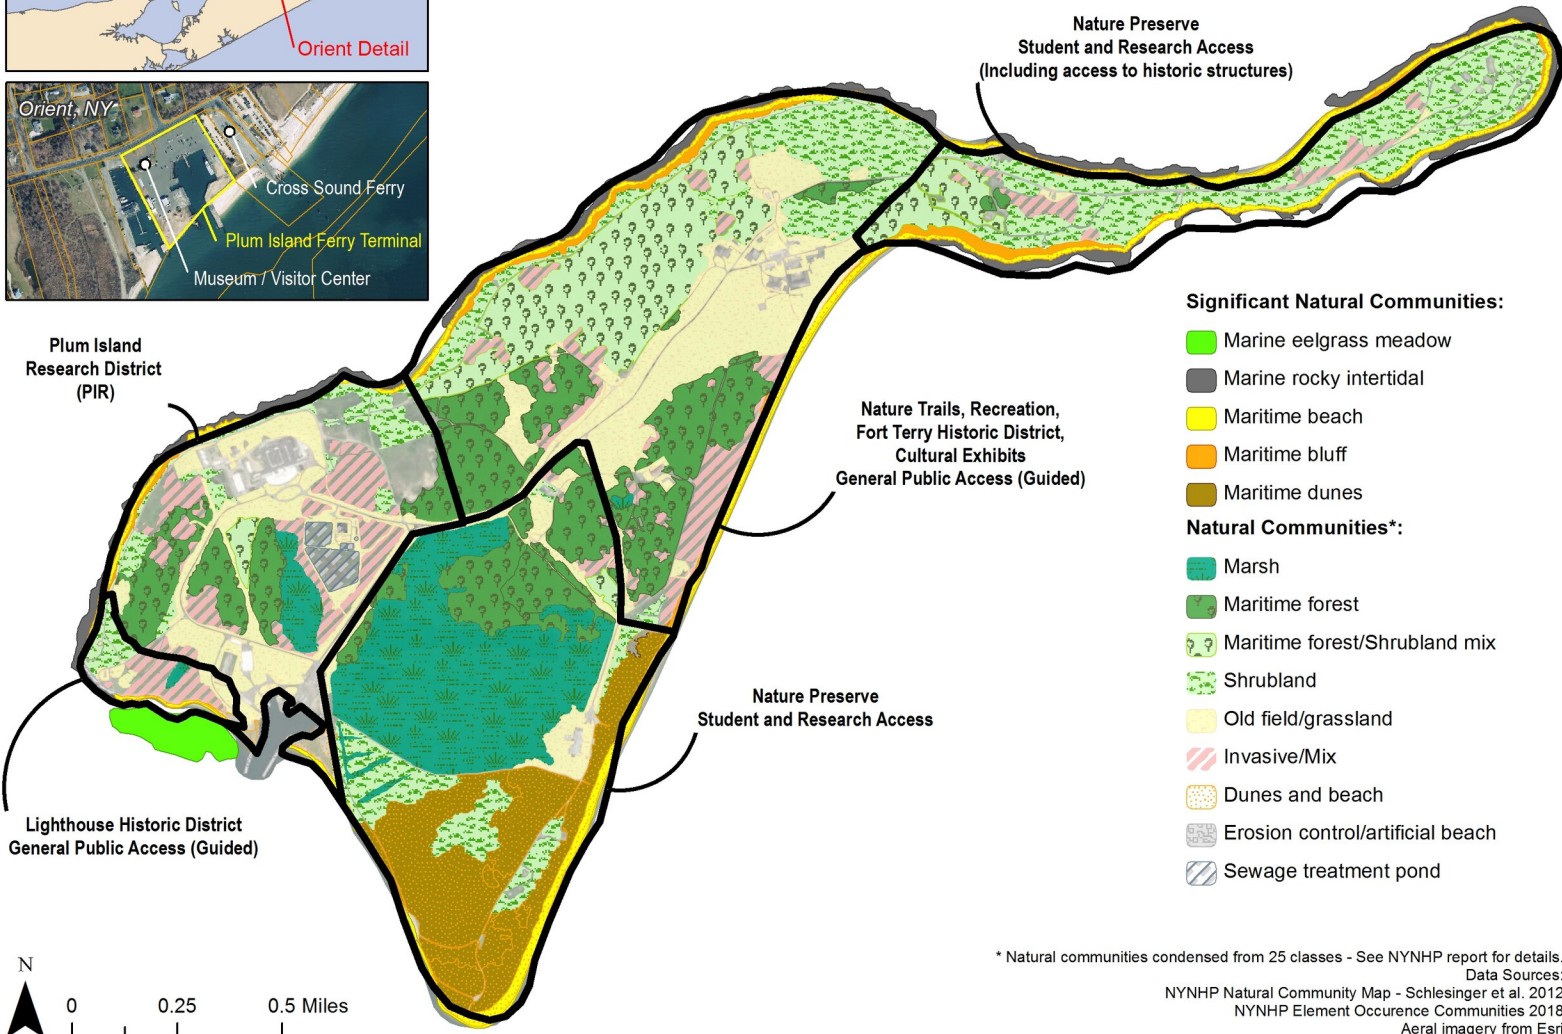 Orient Detail
Orient, NY
Cross Sound Ferry
Plum Island Ferry Terminal
Museum / Visitor Center
Nature Preserve
Student and Research Access
(Including access to historic structures)
Plum Island
Research District
(PIR)
Nature Trails, Recreation,
Fort Terry Historic District,
Cultural Exhibits
General Public Access (Guided)
Nature Preserve
Student and Research Access
Lighthouse Historic District
General Public Access (Guided)
Significant Natural Communities:
Marine eelgrass meadow
Marine rocky intertidal
Maritime beach
Maritime bluff
Maritime dunes
Natural Communities*:
Marsh
Maritime forest
Maritime forest/Shrubland mix
Shrubland
Old field/grassland
Invasive/Mix
Dunes and beach
Erosion control/artificial beach
Sewage treatment pond
N
0 0.25 0.5 Miles
* Natural communities condensed from 25 classes - See NYNHP report for details.
Data Sources:
NYNHP Natural Community Map - Schlesinger et al. 2012
NYNHP Element Occurence Communities 2018
Aeral imagery from Esri